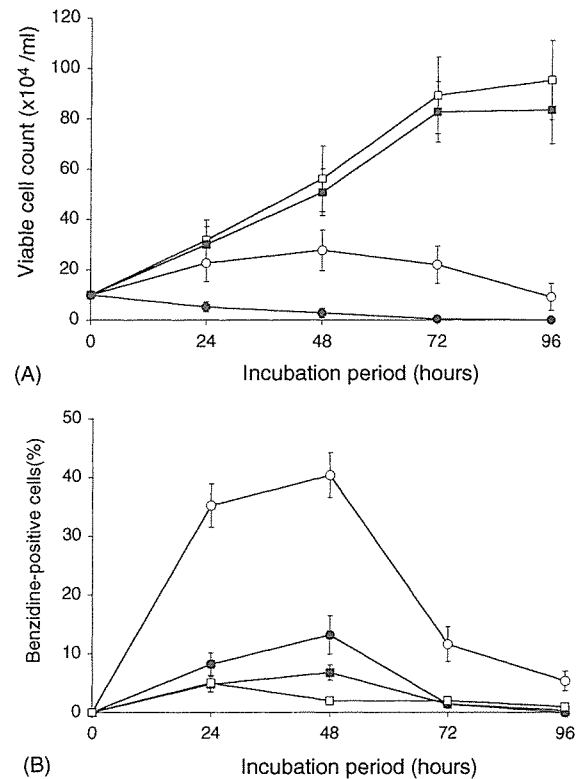 120
100
80
60
40
20
0
Viable cell count (x10⁴ /ml)
0 24 48 72 96
(A) Incubation period (hours)
50
40
30
20
10
0
Benzidine-positive cells(%)
0 24 48 72 96
(B) Incubation period (hours)